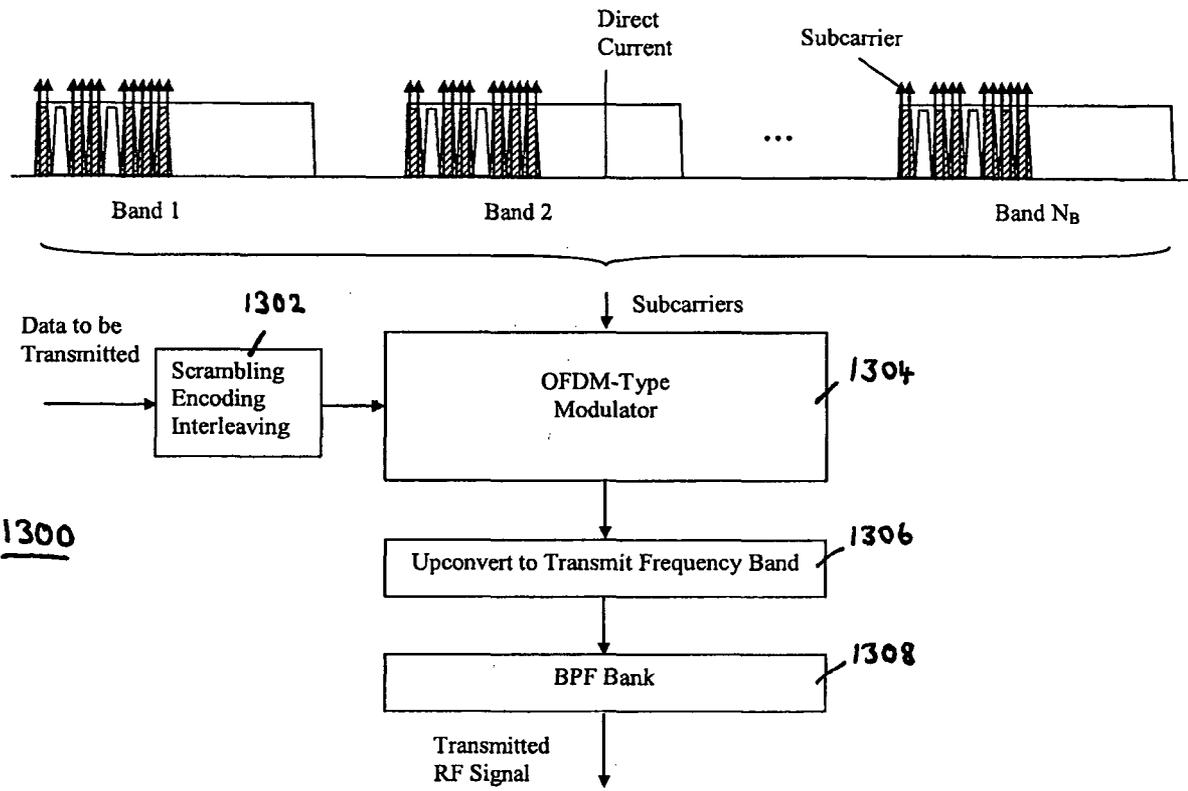 Direct
Current
Subcarrier
...
Band 1
Band 2
Band N_B
1302
Subcarriers
Data to be
Transmitted
Scrambling
Encoding
Interleaving
OFDM-Type
Modulator
1304
1300
1306
Upconvert to Transmit Frequency Band
1308
BPF Bank
Transmitted
RF Signal